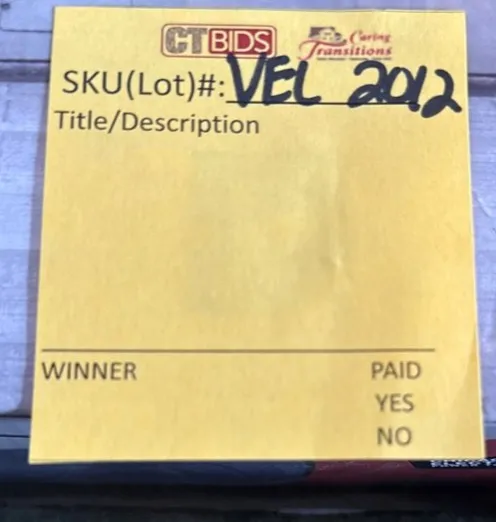 CTBIDS Caring Transitions
SKU(Lot)#: VEL 2012
Title/Description
WINNER PAID
YES
NO